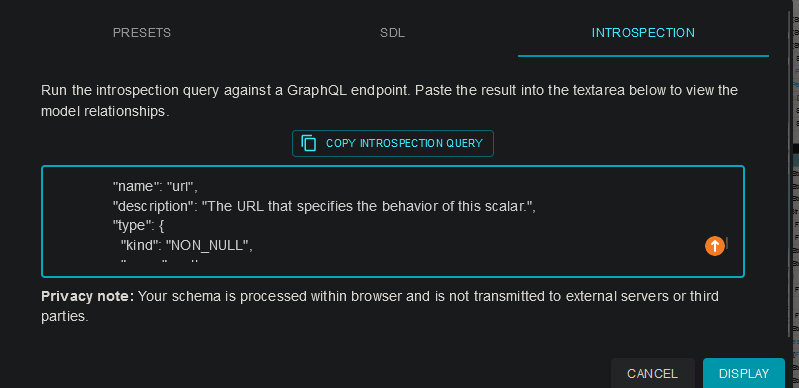 PRESETS
SDL
INTROSPECTION
Run the introspection query against a GraphQL endpoint. Paste the result into the textarea below to view the
model relationships.
COPY INTROSPECTION QUERY
"name": "url",
"description": "The URL that specifies the behavior of this scalar.",
"type": {
"kind": "NON_NULL",
Privacy note: Your schema is processed within browser and is not transmitted to external servers or third
parties.
CANCEL
DISPLAY